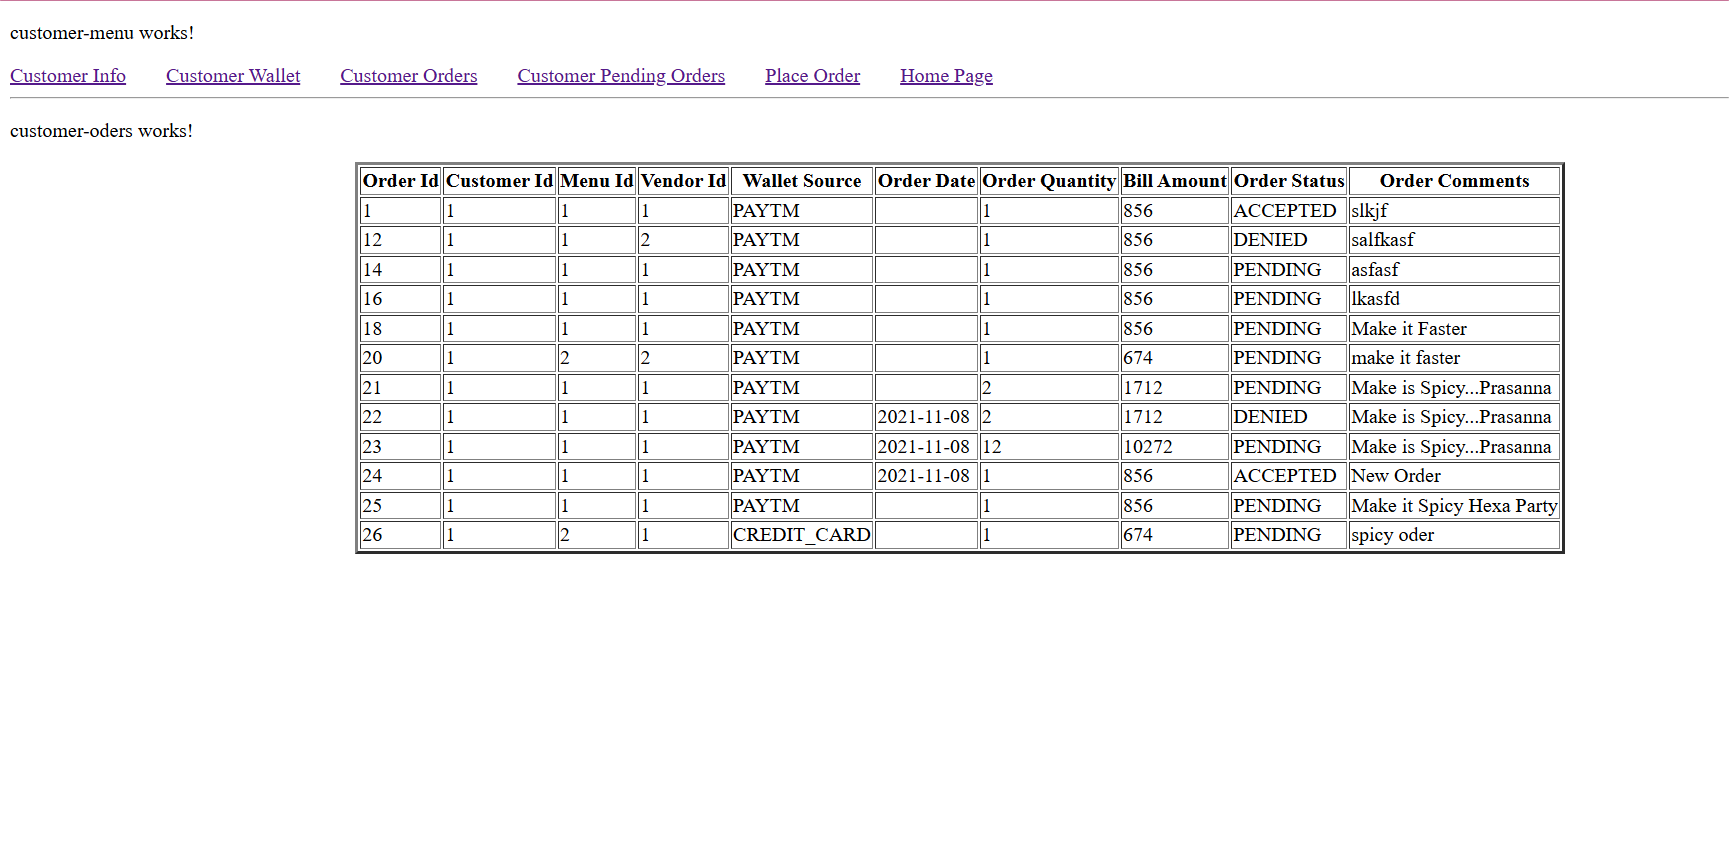 customer-menu works!
Customer Info Customer Wallet Customer Orders Customer Pending Orders Place Order Home Page
customer-oders works!
Order Id Customer Id Menu Id Vendor Id Wallet Source Order Date Order Quantity Bill Amount Order Status Order Comments
1 1 1 1 PAYTM 1 856 ACCEPTED slkjf
12 1 1 2 PAYTM 1 856 DENIED salfkasf
14 1 1 1 PAYTM 1 856 PENDING asfasf
16 1 1 1 PAYTM 1 856 PENDING lkasfd
18 1 1 1 PAYTM 1 856 PENDING Make it Faster
20 1 2 2 PAYTM 1 674 PENDING make it faster
21 1 1 1 PAYTM 2 1712 PENDING Make is Spicy...Prasanna
22 1 1 1 PAYTM 2021-11-08 2 1712 DENIED Make is Spicy...Prasanna
23 1 1 1 PAYTM 2021-11-08 12 10272 PENDING Make is Spicy...Prasanna
24 1 1 1 PAYTM 2021-11-08 1 856 ACCEPTED New Order
25 1 1 1 PAYTM 1 856 PENDING Make it Spicy Hexa Party
26 1 2 1 CREDIT_CARD 1 674 PENDING spicy oder